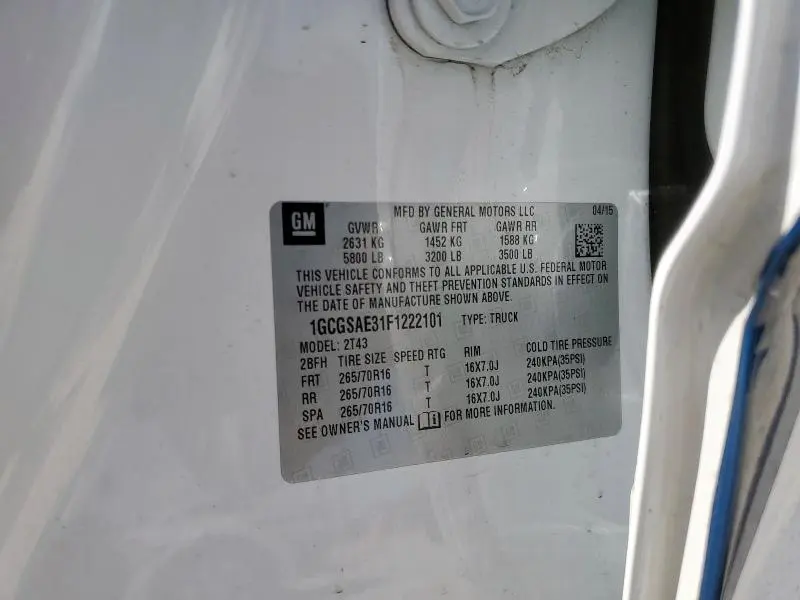 GM
MFD BY GENERAL MOTORS LLC 04/15
GVWR GAWR FRT GAWR RR
2631 KG 1452 KG 1588 KG
5800 LB 3200 LB 3500 LB
THIS VEHICLE CONFORMS TO ALL APPLICABLE U.S. FEDERAL MOTOR
VEHICLE SAFETY AND THEFT PREVENTION STANDARDS IN EFFECT ON
THE DATE OF MANUFACTURE SHOWN ABOVE.
1GCGSAE31F1222101 TYPE: TRUCK
MODEL: 2T43
2BFH TIRE SIZE SPEED RTG RIM COLD TIRE PRESSURE
FRT 265/70R16 T 16X7.0J 240KPA(35PSI)
RR 265/70R16 T 16X7.0J 240KPA(35PSI)
SPA 265/70R16 T 16X7.0J 240KPA(35PSI)
SEE OWNER'S MANUAL FOR MORE INFORMATION.